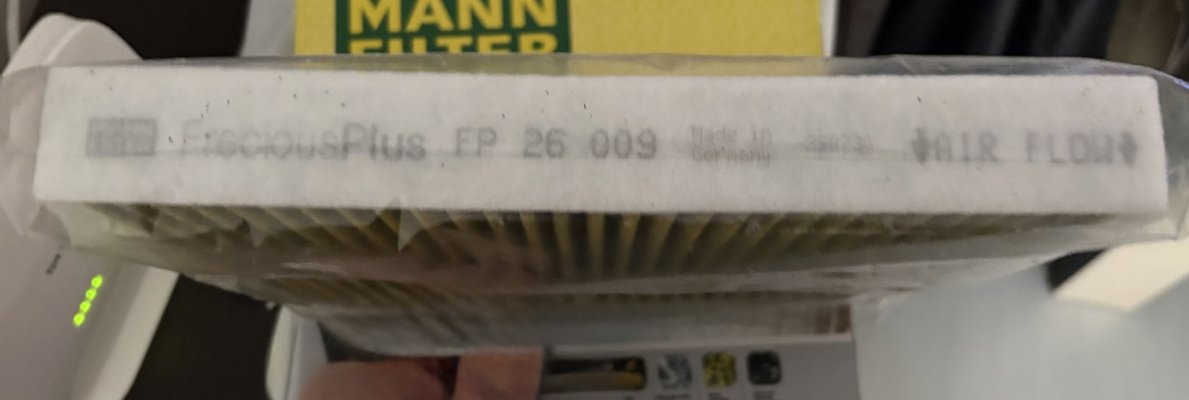 MANN
FILTER
FreciousPlus FP 26 009 Made in Germany AIR FLOW